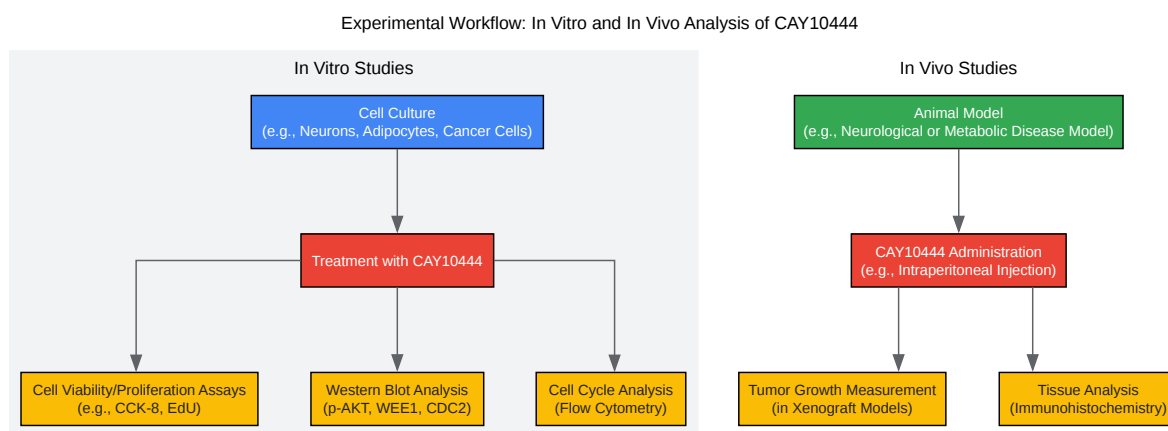 Experimental Workflow: In Vitro and In Vivo Analysis of CAY10444
In Vitro Studies
Cell Culture
(e.g., Neurons, Adipocytes, Cancer Cells)
Treatment with CAY10444
Cell Viability/Proliferation Assays
(e.g., CCK-8, EdU)
Western Blot Analysis
(p-AKT, WEE1, CDC2)
Cell Cycle Analysis
(Flow Cytometry)
In Vivo Studies
Animal Model
(e.g., Neurological or Metabolic Disease Model)
CAY10444 Administration
(e.g., Intraperitoneal Injection)
Tumor Growth Measurement
(in Xenograft Models)
Tissue Analysis
(Immunohistochemistry)